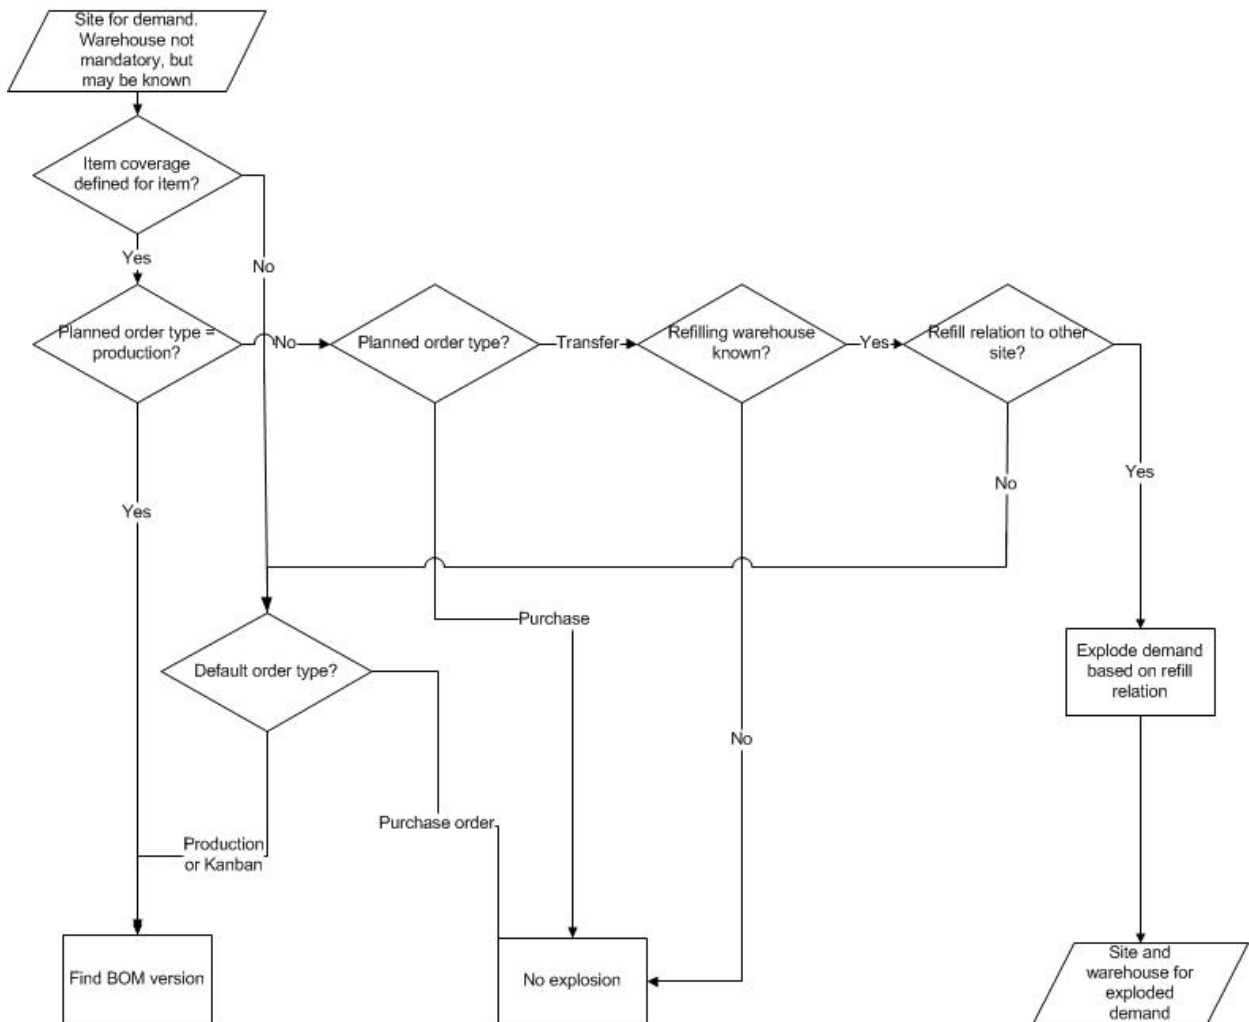 Site for demand.
Warehouse not
mandatory, but
may be known
Item coverage
defined for item?
Yes
No
Planned order type =
production?
No
Planned order type?
Transfer
Refilling warehouse
known?
Yes
Refill relation to other
site?
Yes
No
Yes
Purchase
Default order type?
Explode demand
based on refill
relation
No
Purchase order
Production
or Kanban
Find BOM version
No explosion
Site and
warehouse for
exploded
demand